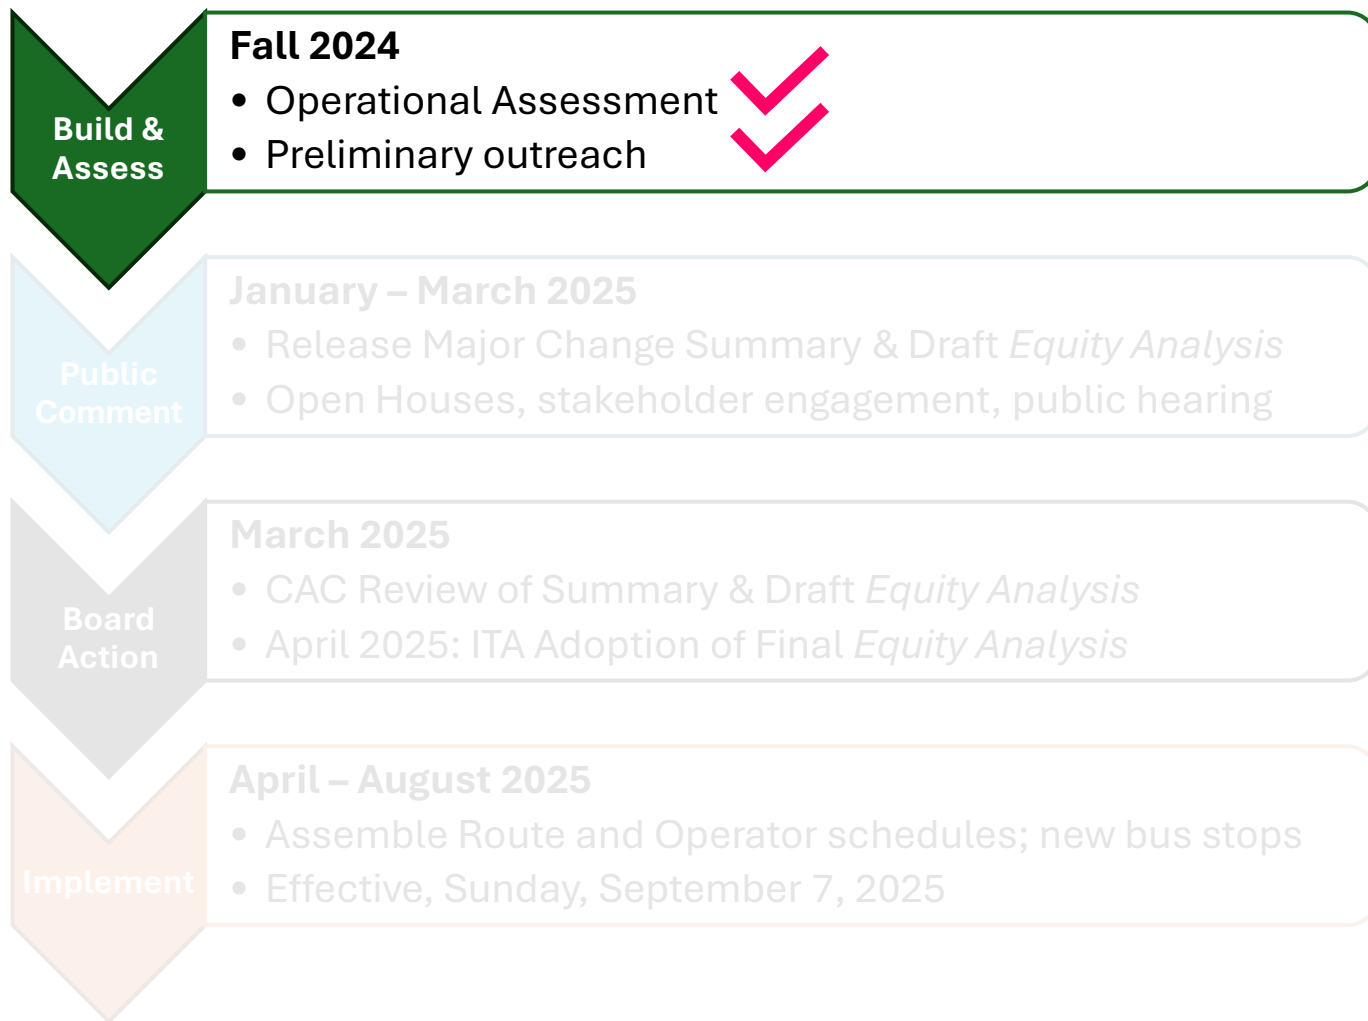 Build &
Assess
Fall 2024
• Operational Assessment
• Preliminary outreach
Public
Comment
January – March 2025
• Release Major Change Summary & Draft Equity Analysis
• Open Houses, stakeholder engagement, public hearing
Board
Action
March 2025
• CAC Review of Summary & Draft Equity Analysis
• April 2025: ITA Adoption of Final Equity Analysis
Implement
April – August 2025
• Assemble Route and Operator schedules; new bus stops
• Effective, Sunday, September 7, 2025